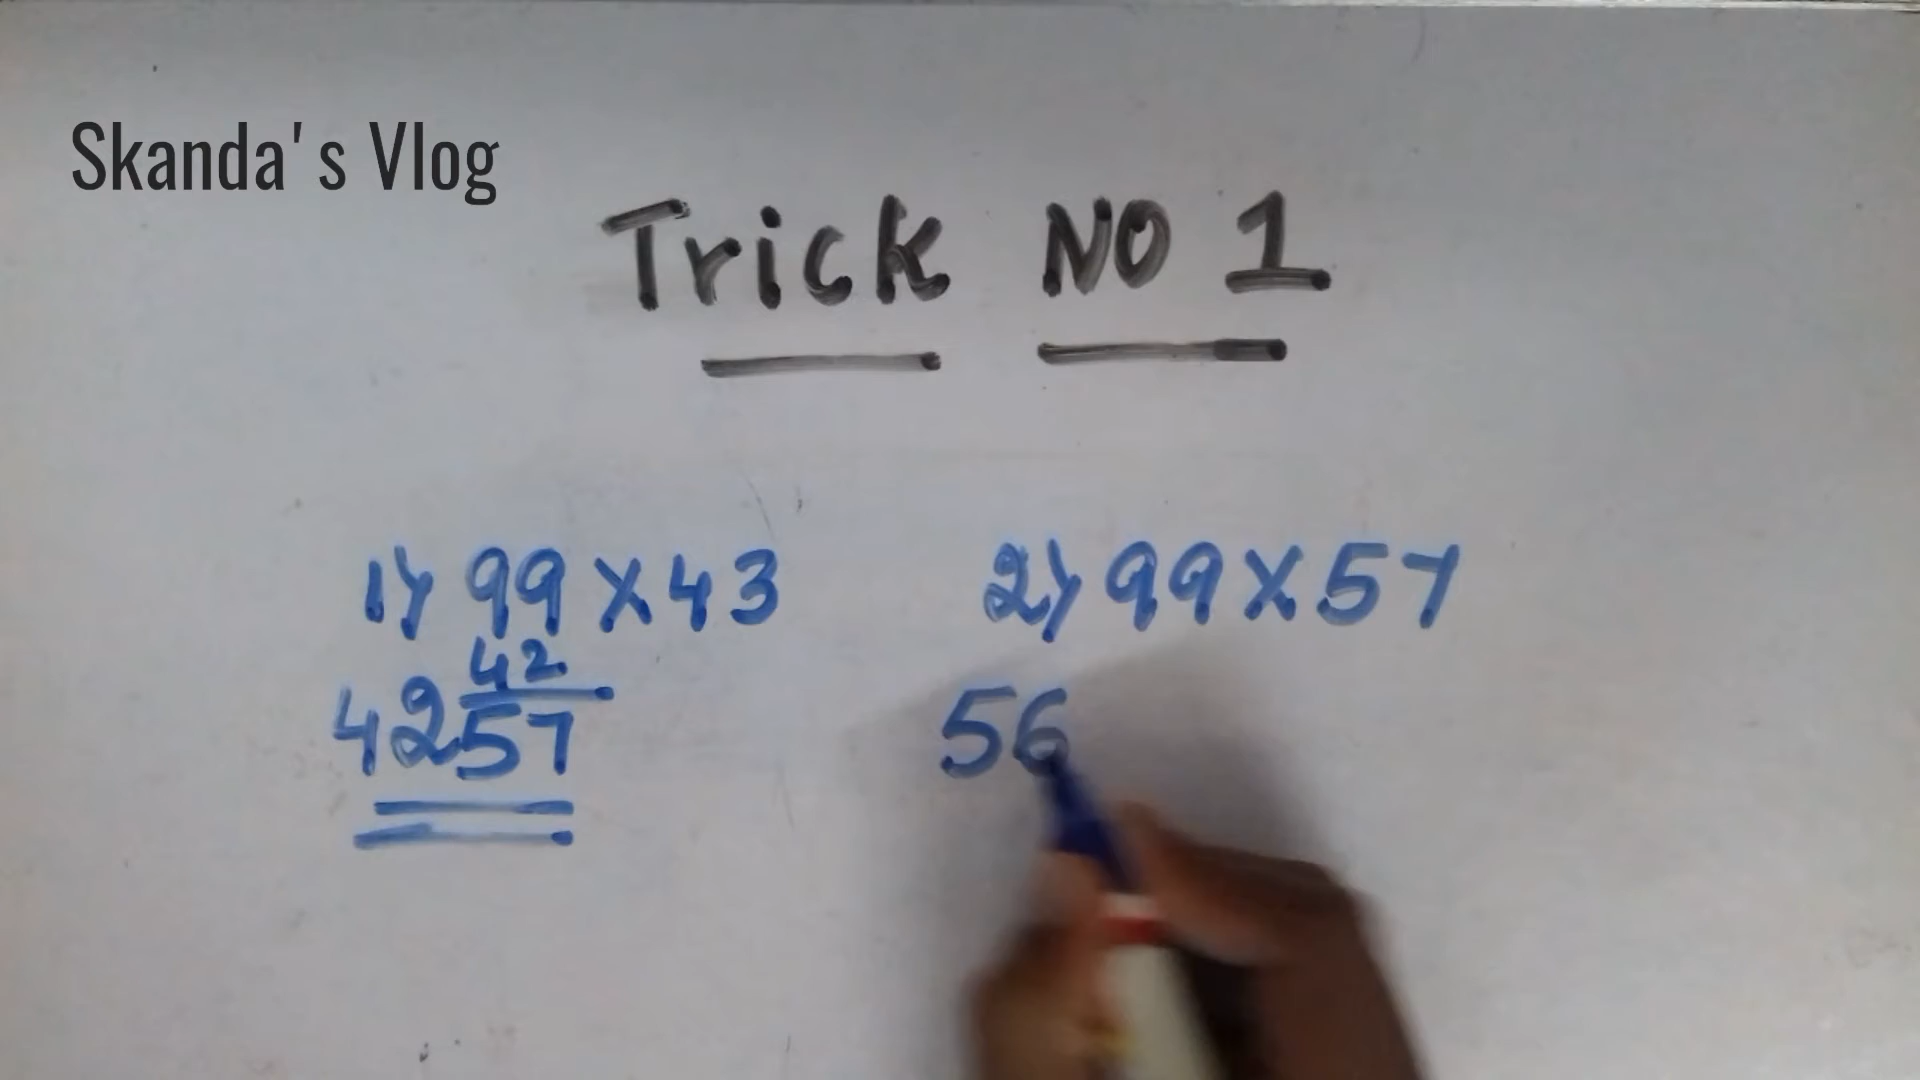 Skanda's Vlog
Trick NO 1
1) 99 X 43
42
4257
2) 99 X 57
56